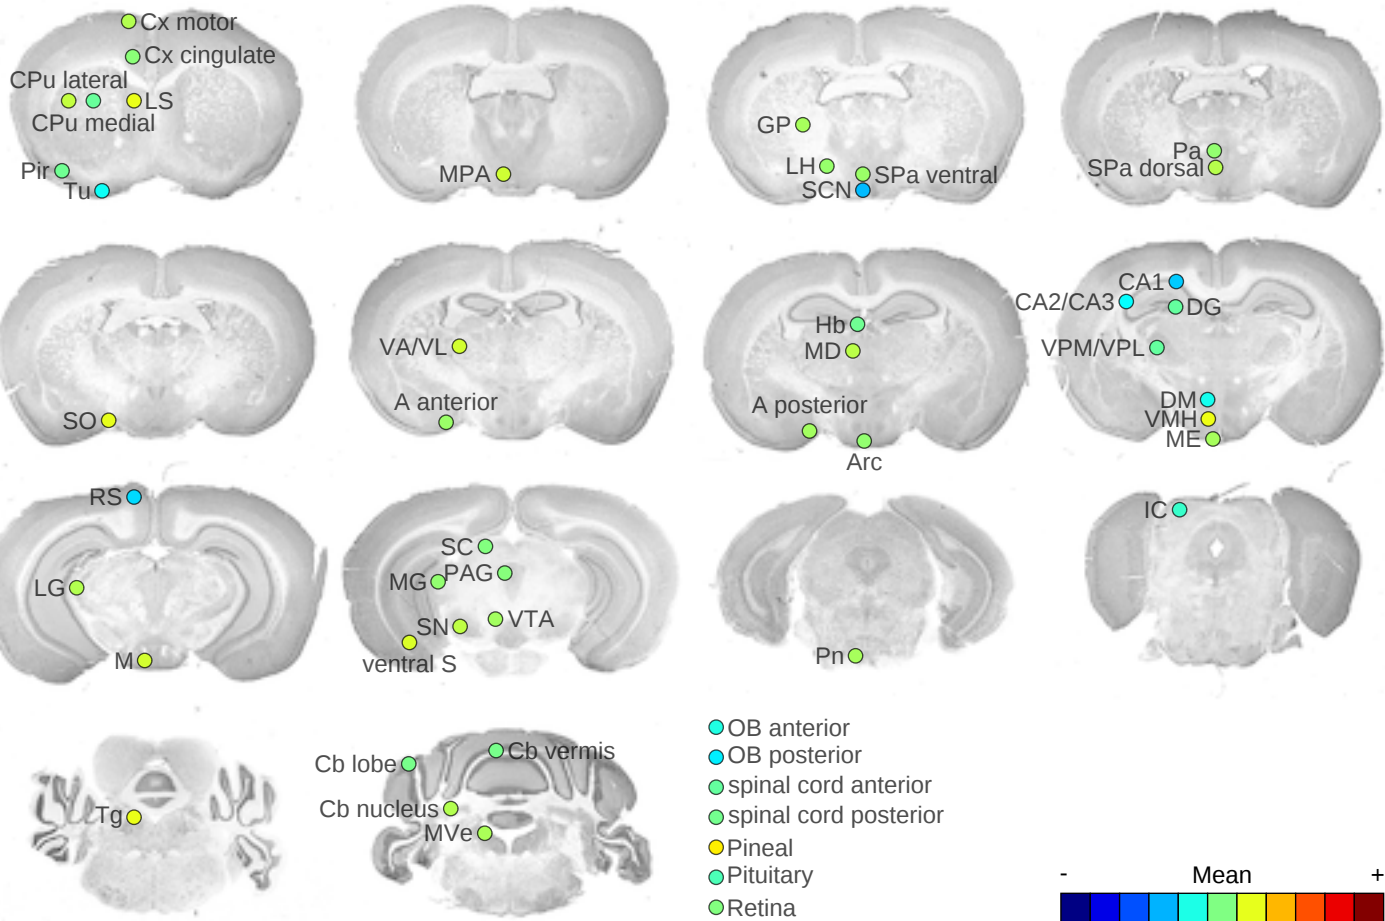 Cx motor
Cx cingulate
CPu lateral
LS
CPu medial
Pir
Tu
MPA
GP
LH
SPa ventral
SCN
Pa
SPa dorsal
SO
VA/VL
A anterior
Hb
MD
A posterior
Arc
CA1
CA2/CA3
DG
VPM/VPL
DM
VMH
ME
RS
LG
M
SC
PAG
MG
VTA
SN
ventral S
Pn
IC
Tg
Cb vermis
Cb lobe
Cb nucleus
MVe
OB anterior
OB posterior
spinal cord anterior
spinal cord posterior
Pineal
Pituitary
Retina
- Mean +